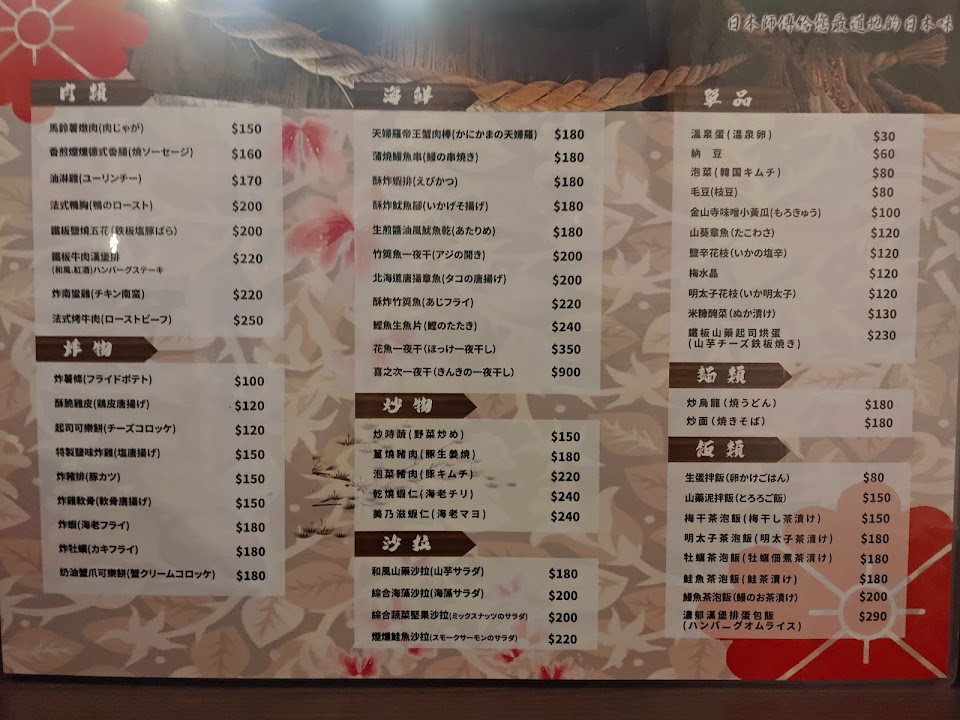 日本師傅給您最道地的日本味
肉類
馬鈴薯燉肉(肉じゃが) $150
香煎煙燻德式香腸(焼ソーセージ) $160
油淋雞(ユーリンチー) $170
法式鴨胸(鴨のロースト) $200
鐵板鹽燒五花(鉄板塩豚ばら) $200
鐵板牛肉漢堡排 $220
(和風,紅酒)ハンバーグステーキ
炸南蠻雞(チキン南蛮) $220
法式烤牛肉(ローストビーフ) $250
炸物
炸薯條(フライドポテト) $100
酥脆雞皮(鶏皮唐揚げ) $120
起司可樂餅(チーズコロッケ) $120
特製鹽味炸雞(塩唐揚げ) $150
炸豬排(豚カツ) $150
炸雞軟骨(軟骨唐揚げ) $150
炸蝦(海老フライ) $180
炸牡蠣(カキフライ) $180
奶油蟹爪可樂餅(蟹クリームコロッケ) $180
海鮮
天婦羅帝王蟹肉棒(かにかまの天婦羅) $180
蒲燒鰻魚串(鰻の串焼き) $180
酥炸蝦排(えびかつ) $180
酥炸魷魚腳(いかげそ揚げ) $180
生煎醬油風魷魚乾(あたりめ) $180
竹筴魚一夜干(アジの開き) $200
北海道唐揚章魚(タコの唐揚げ) $200
酥炸竹筴魚(あじフライ) $220
鰹魚生魚片(鰹のたたき) $240
花魚一夜干(ほっけ一夜干し) $350
喜之次一夜干(きんきの一夜干し) $900
炒物
炒時蔬(野菜炒め) $150
薑燒豬肉(豚生姜焼) $180
泡菜豬肉(豚キムチ) $220
乾燒蝦仁(海老チリ) $240
美乃滋蝦仁(海老マヨ) $240
沙拉
和風山藥沙拉(山芋サラダ) $180
綜合海藻沙拉(海藻サラダ) $200
綜合蔬菜堅果沙拉(ミックスナッツのサラダ) $200
煙燻鮭魚沙拉(スモークサーモンのサラダ) $220
單品
溫泉蛋(温泉卵) $30
納 豆 $60
泡菜(韓国キムチ) $80
毛豆(枝豆) $80
金山寺味噌小黃瓜(もろきゅう) $100
山葵章魚(たこわさ) $120
鹽辛花枝(いかの塩辛) $120
梅水晶 $120
明太子花枝(いか明太子) $120
米糠醃菜(ぬか漬け) $130
鐵板山藥起司烘蛋 $230
(山芋チーズ鉄板焼き)
麵類
炒烏龍(焼うどん) $180
炒面(焼きそば) $180
飯類
生蛋拌飯(卵かけごはん) $80
山藥泥拌飯(とろろご飯) $150
梅干茶泡飯(梅干し茶漬け) $150
明太子茶泡飯(明太子茶漬け) $180
牡蠣茶泡飯(牡蠣佃煮茶漬け) $180
鮭魚茶泡飯(鮭茶漬け) $180
鰻魚茶泡飯(鰻のお茶漬け) $200
濃郁漢堡排蛋包飯 $290
(ハンバーグオムライス)